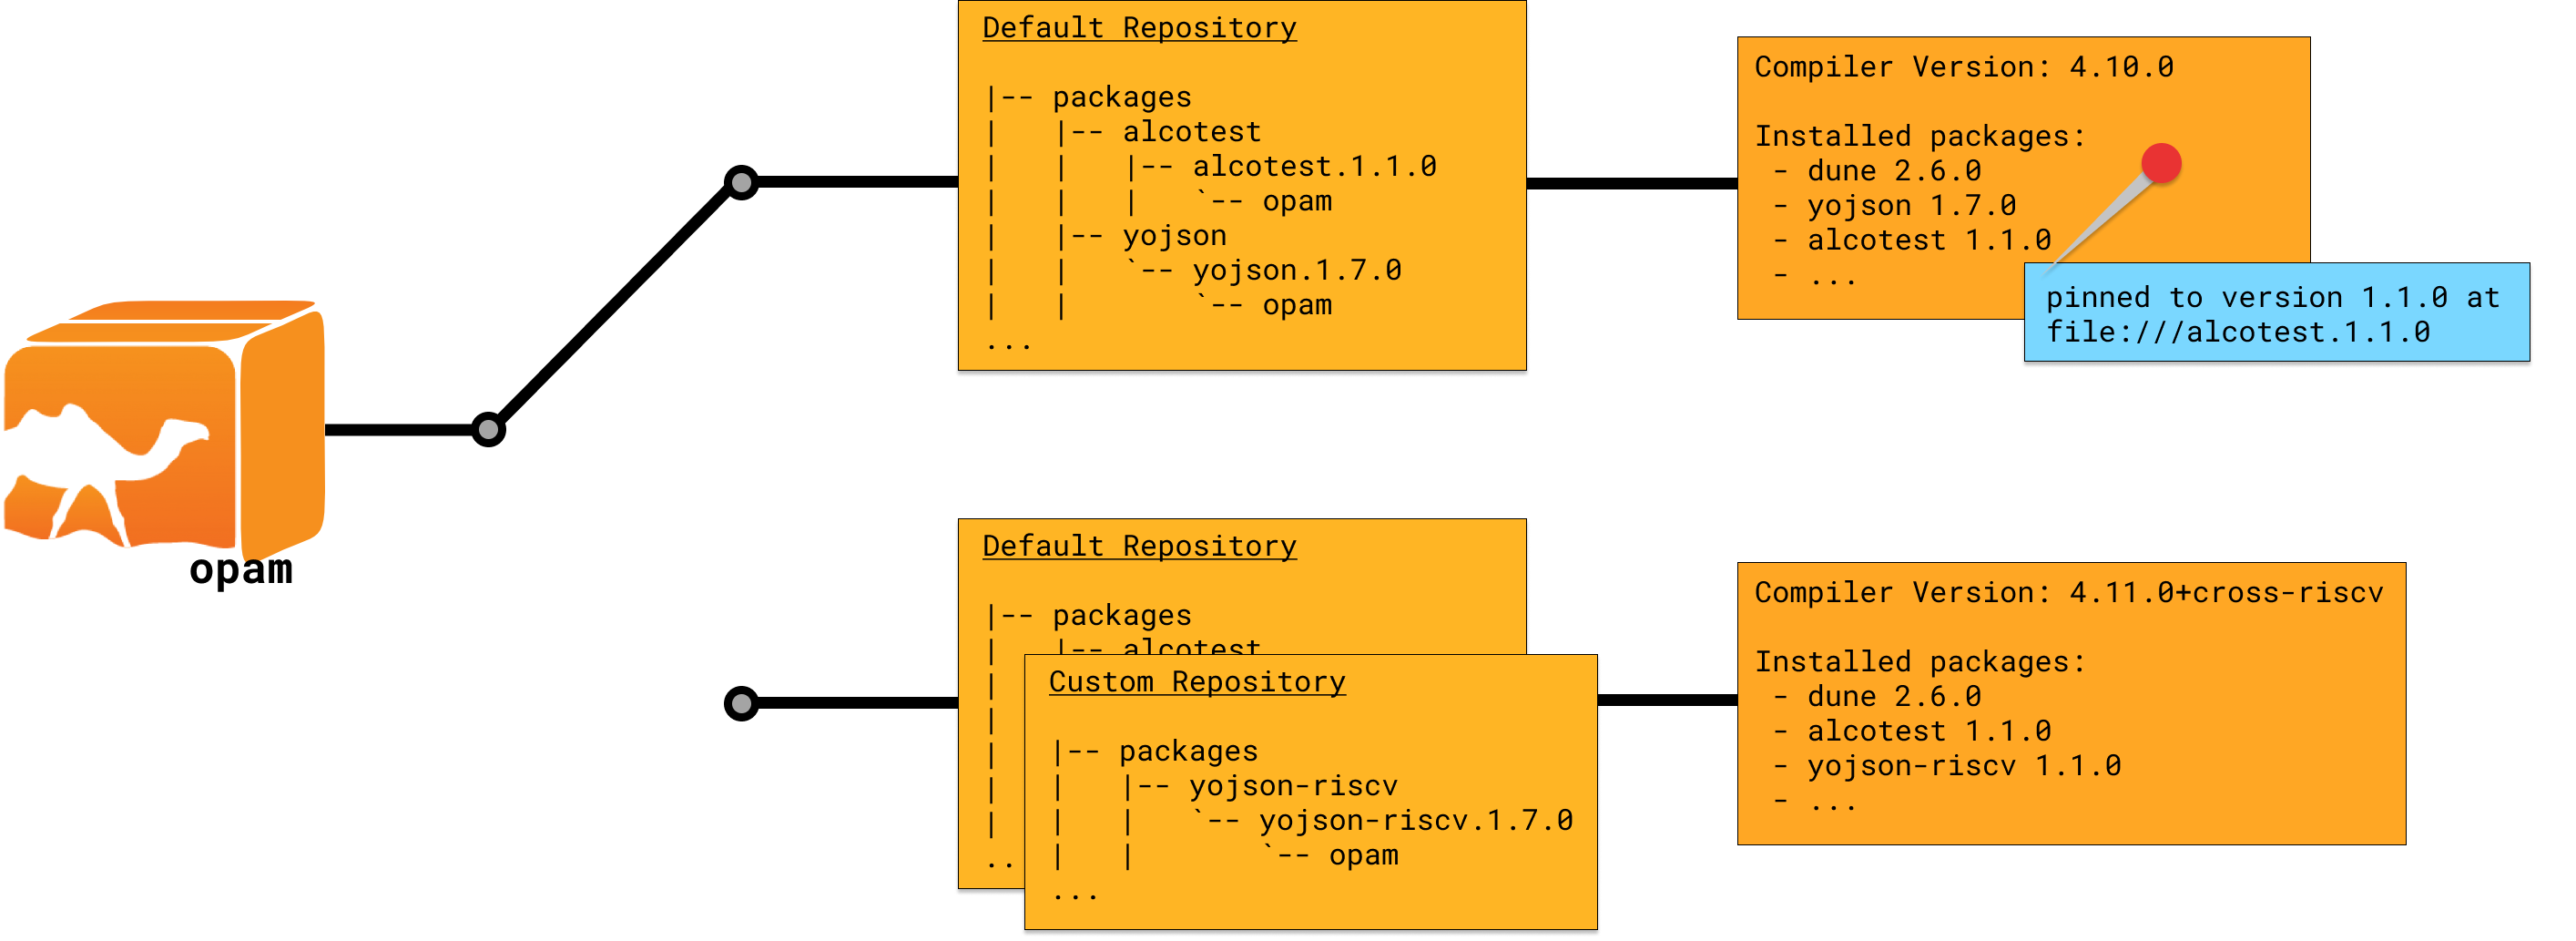 opam
Default Repository
|-- packages
|   |-- alcotest
|   |   |-- alcotest.1.1.0
|   |   |   `-- opam
|   |-- yojson
|   |   `-- yojson.1.7.0
|   |       `-- opam
...
Compiler Version: 4.10.0
Installed packages:
- dune 2.6.0
- yojson 1.7.0
- alcotest 1.1.0
- ...
pinned to version 1.1.0 at
file:///alcotest.1.1.0
Default Repository
|-- packages
|   |-- alcotest
|
|
|
|
|
..
Custom Repository
|-- packages
|   |-- yojson-riscv
|   |   `-- yojson-riscv.1.7.0
|   |       `-- opam
...
Compiler Version: 4.11.0+cross-riscv
Installed packages:
- dune 2.6.0
- alcotest 1.1.0
- yojson-riscv 1.1.0
- ...